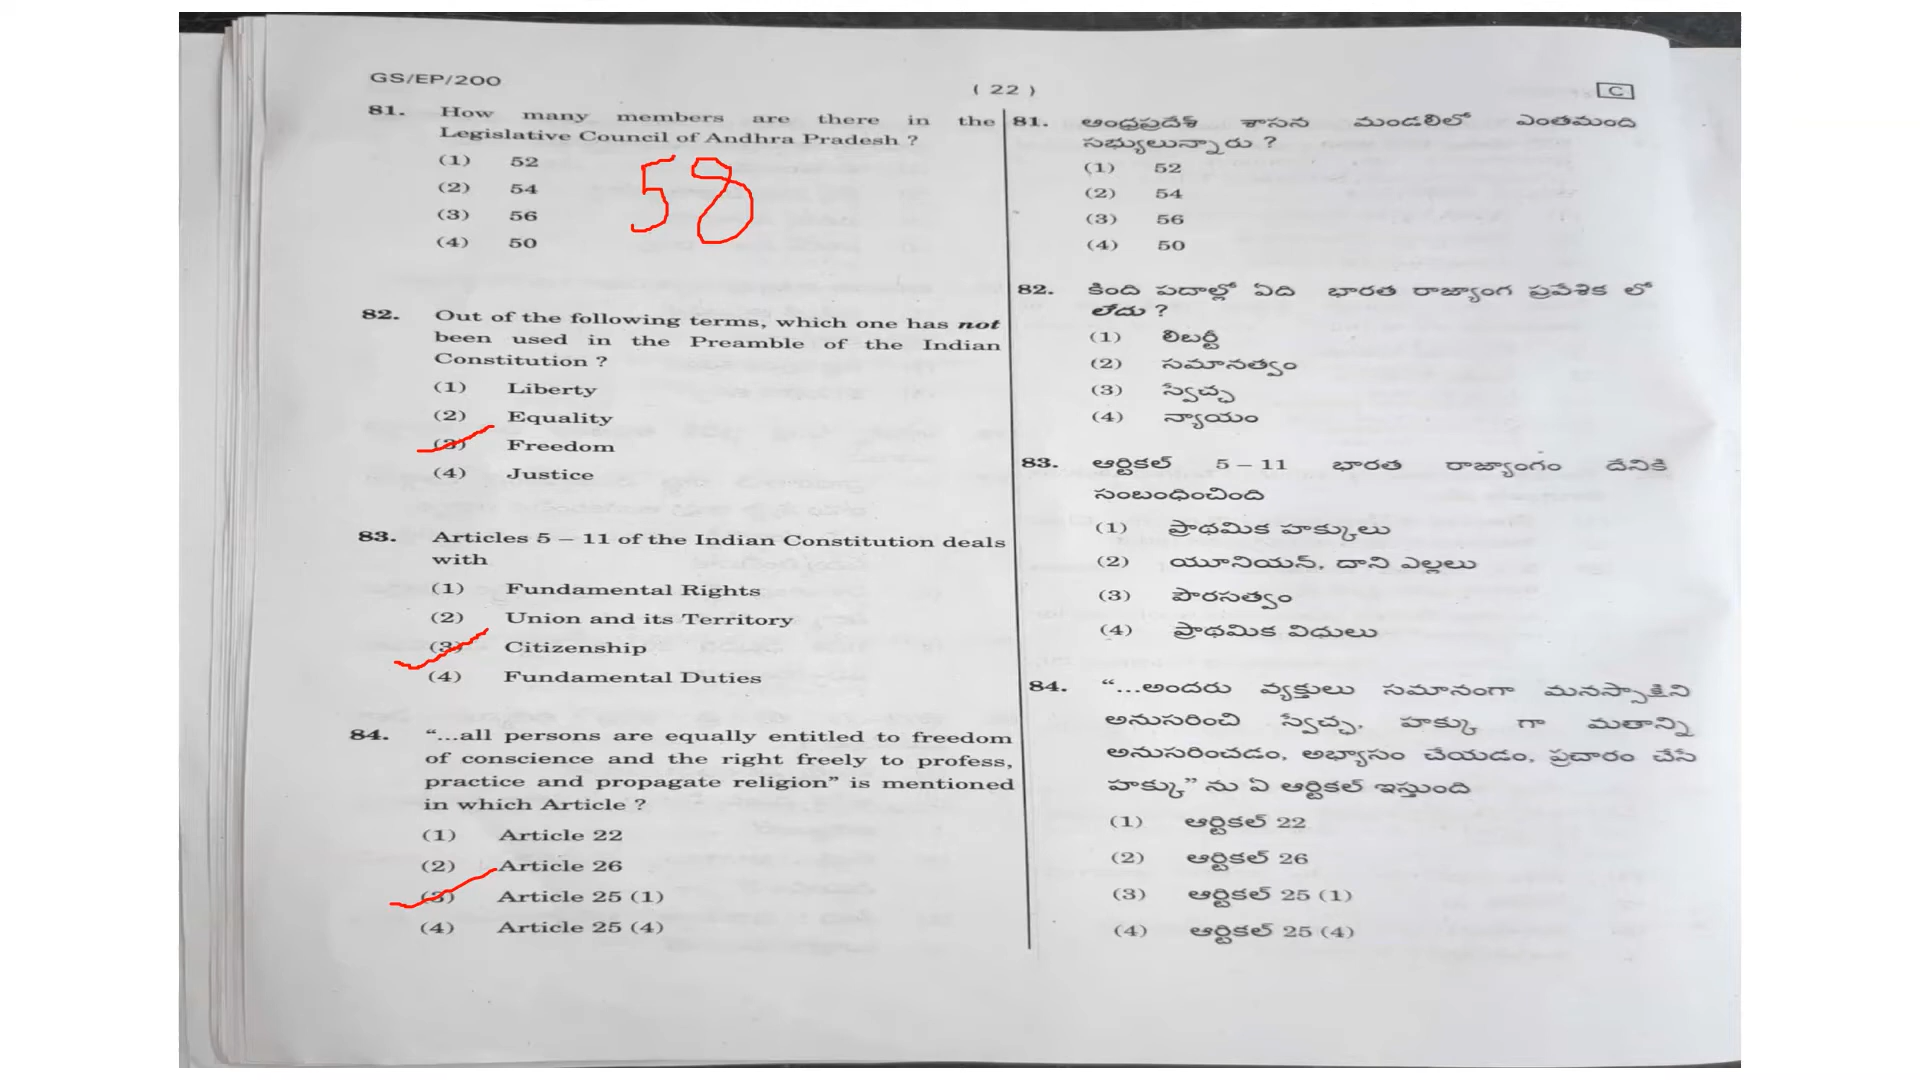 GS/EP/200
( 22 )
C
81. How many members are there in the
Legislative Council of Andhra Pradesh ?
(1) 52
(2) 54
(3) 56
(4) 50
58
82. Out of the following terms, which one has not
been used in the Preamble of the Indian
Constitution ?
(1) Liberty
(2) Equality
(3) Freedom
(4) Justice
83. Articles 5 – 11 of the Indian Constitution deals
with
(1) Fundamental Rights
(2) Union and its Territory
(3) Citizenship
(4) Fundamental Duties
84. “...all persons are equally entitled to freedom
of conscience and the right freely to profess,
practice and propagate religion” is mentioned
in which Article ?
(1) Article 22
(2) Article 26
(3) Article 25 (1)
(4) Article 25 (4)
81. ఆంధ్రప్రదేశ్ శాసన మండలిలో ఎంతమంది
సభ్యులున్నారు ?
(1) 52
(2) 54
(3) 56
(4) 50
82. కింది పదాల్లో ఏది భారత రాజ్యాంగ ప్రవేశిక లో
లేదు ?
(1) లిబర్టీ
(2) సమానత్వం
(3) స్వేచ్ఛ
(4) న్యాయం
83. ఆర్టికల్ 5 – 11 భారత రాజ్యాంగం దేనికి
సంబంధించింది
(1) ప్రాథమిక హక్కులు
(2) యూనియన్, దాని ఎల్లలు
(3) పౌరసత్వం
(4) ప్రాథమిక విధులు
84. “...అందరు వ్యక్తులు సమానంగా మనస్సాక్షిని
అనుసరించి స్వేచ్ఛ, హక్కు గా మతాన్ని
అనుసరించడం, అభ్యాసం చేయడం, ప్రచారం చేసే
హక్కు” ను ఏ ఆర్టికల్ ఇస్తుంది
(1) ఆర్టికల్ 22
(2) ఆర్టికల్ 26
(3) ఆర్టికల్ 25 (1)
(4) ఆర్టికల్ 25 (4)